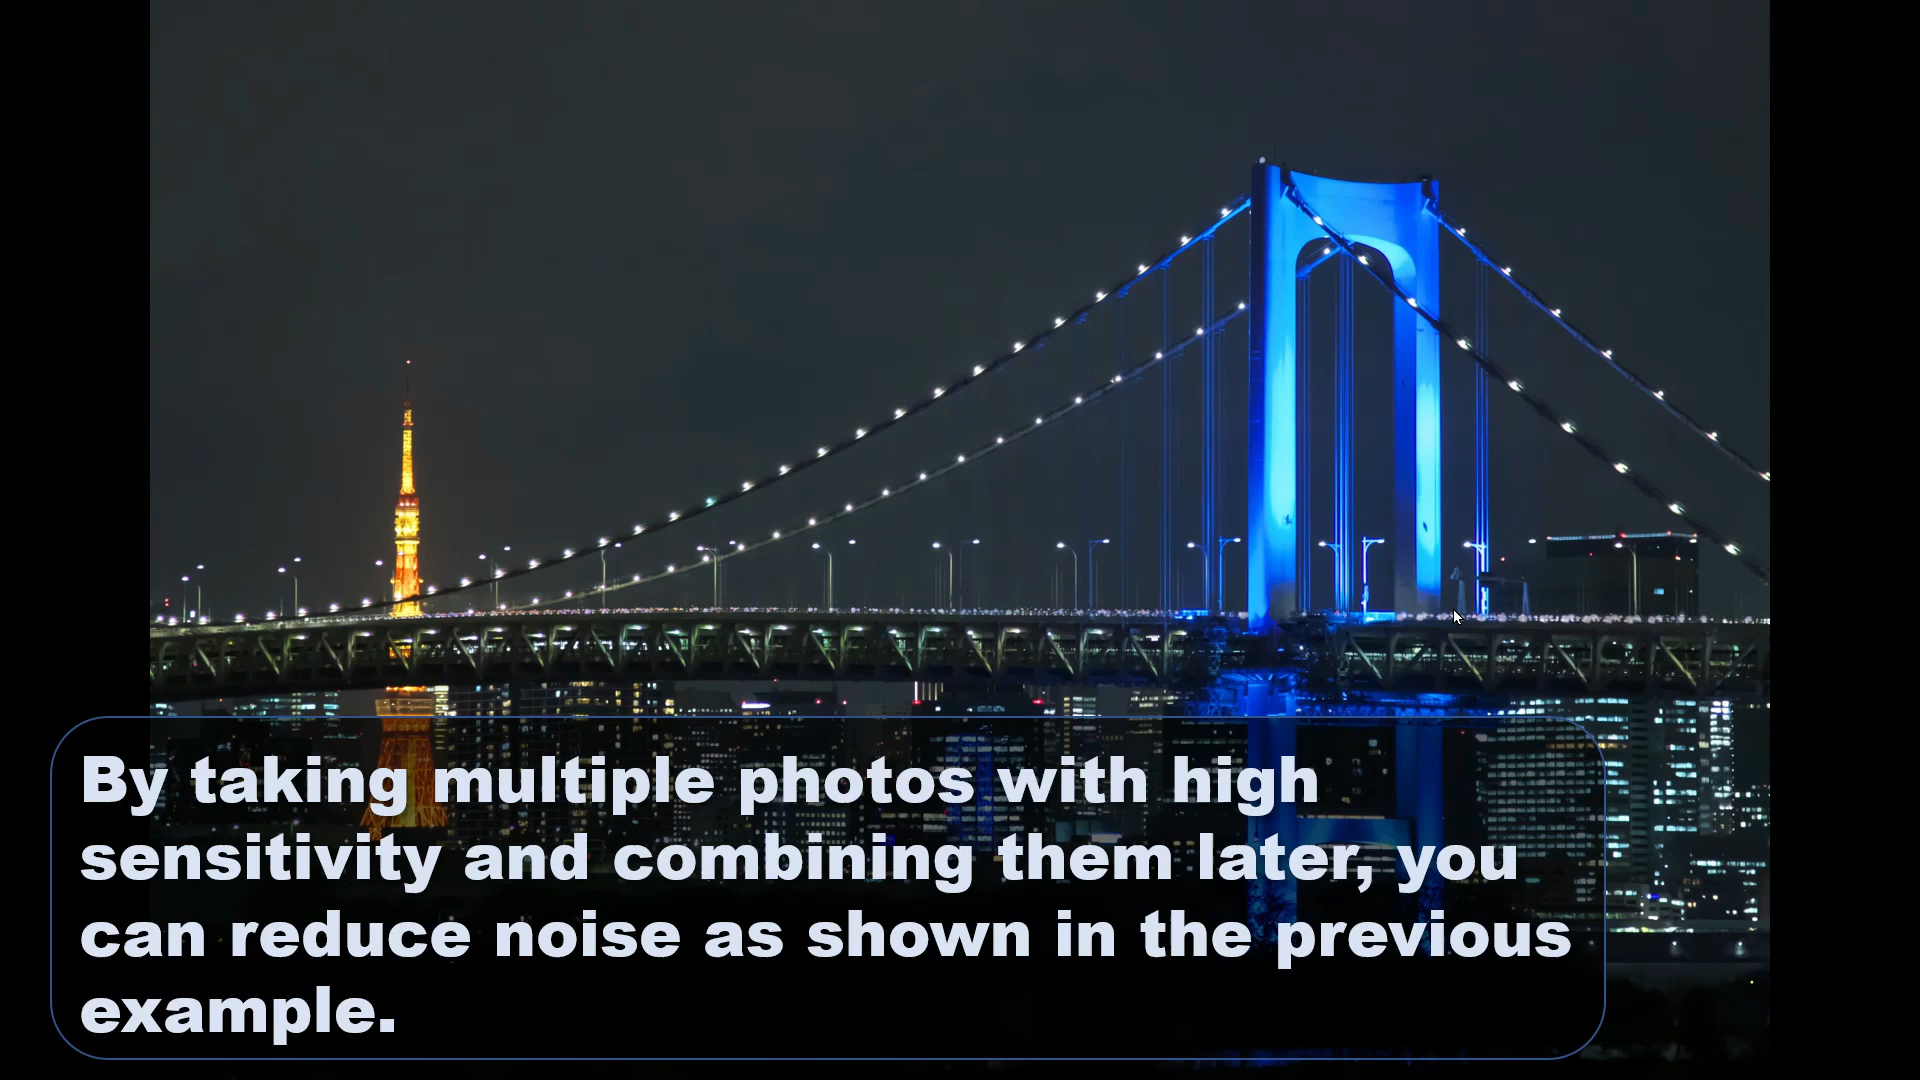 By taking multiple photos with high
sensitivity and combining them later, you
can reduce noise as shown in the previous
example.